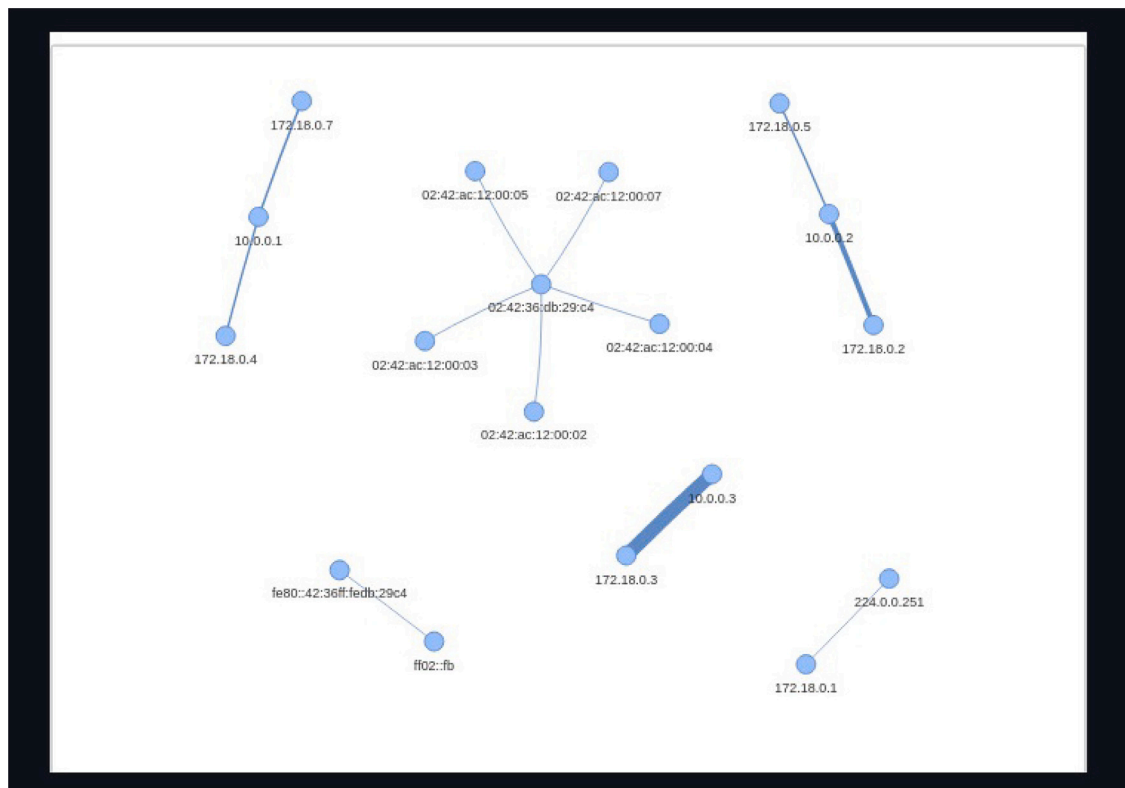 172.18.0.7
172.18.0.5
02:42:ac:12:00:05
02:42:ac:12:00:07
10.0.0.1
10.0.0.2
02:42:36:db:29:c4
172.18.0.4
02:42:ac:12:00:03
02:42:ac:12:00:04
172.18.0.2
02:42:ac:12:00:02
10.0.0.3
172.18.0.3
fe80::42:36ff:fedb:29c4
224.0.0.251
ff02::fb
172.18.0.1